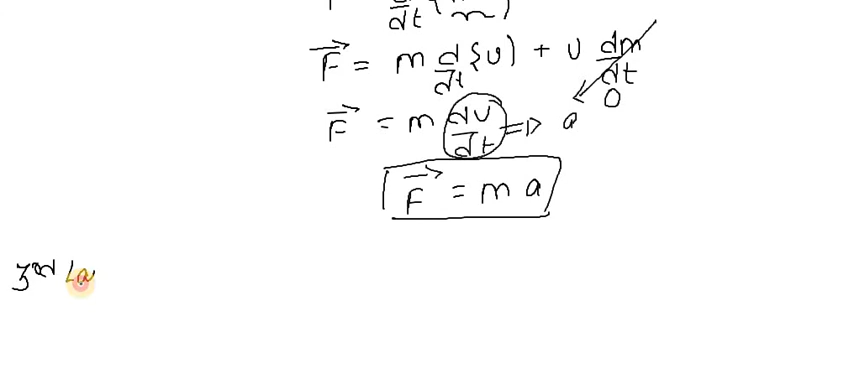 F⃗ = m d/dt {v) + v dm/dt 0
F⃗ = m dv/dt ⇒ a
F⃗ = m a
3rd La